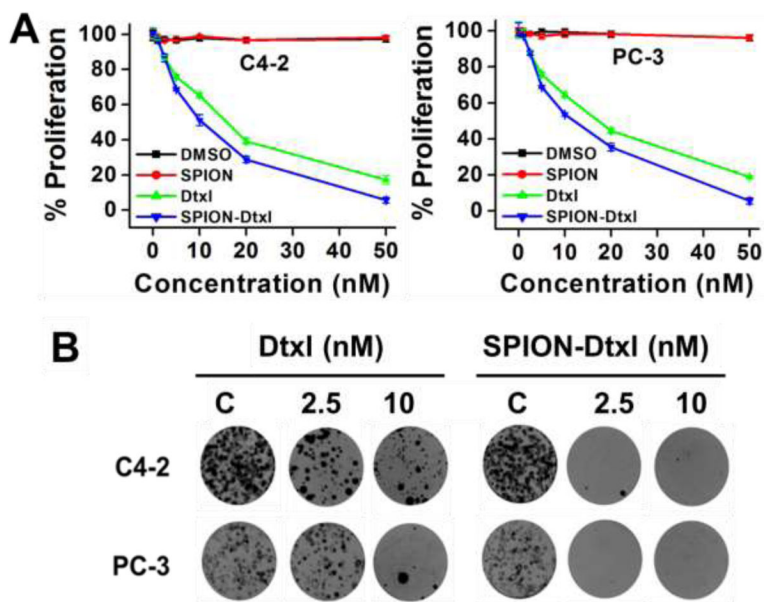 A
% Proliferation
100
80
60
40
20
0
C4-2
DMSO
SPION
Dtxl
SPION-Dtxl
0 10 20 30 40 50
Concentration (nM)
% Proliferation
100
80
60
40
20
0
PC-3
DMSO
SPION
Dtxl
SPION-Dtxl
0 10 20 30 40 50
Concentration (nM)
B
Dtxl (nM) SPION-Dtxl (nM)
C 2.5 10 C 2.5 10
C4-2
PC-3